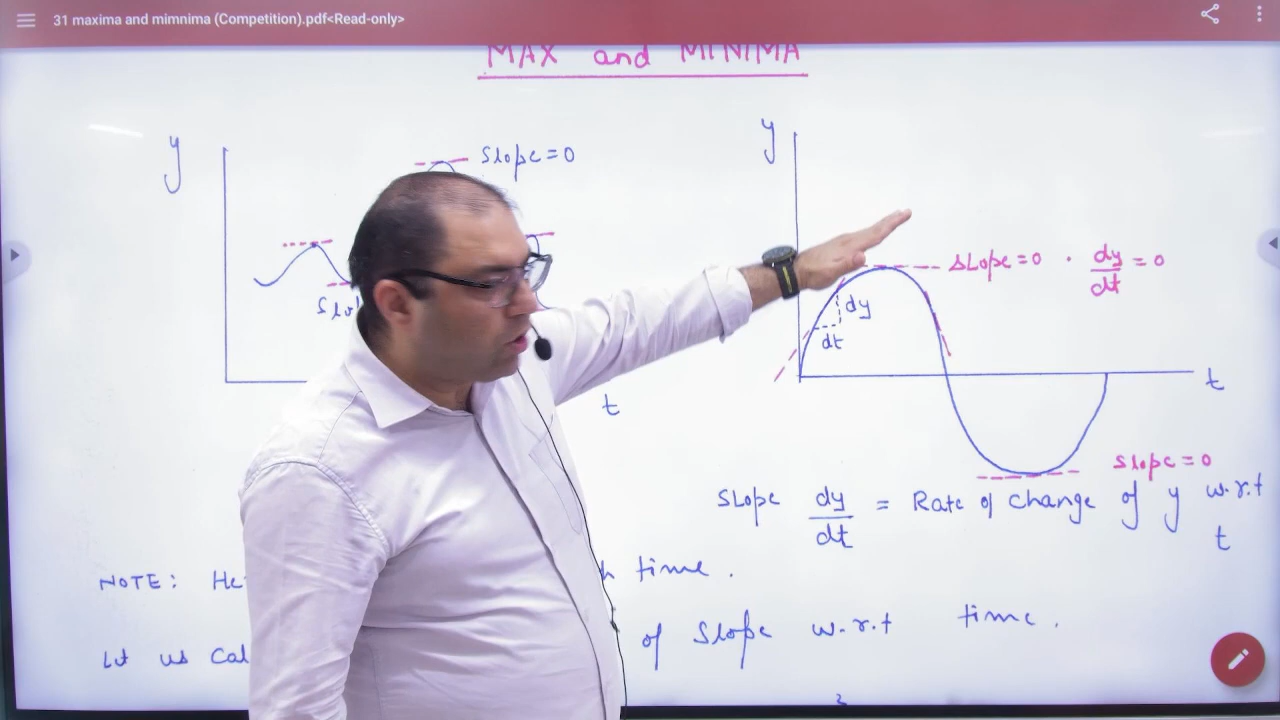 31 maxima and mimnima (Competition).pdf<Read-only>
MAX and MINIMA
y
slope=0
t
y
dy
dt
slope=0 . dy/dt = 0
t
slope=0
Slope dy/dt = Rate of change of y w.r.t
t
NOTE: time.
Let us of Slope w.r.t time.